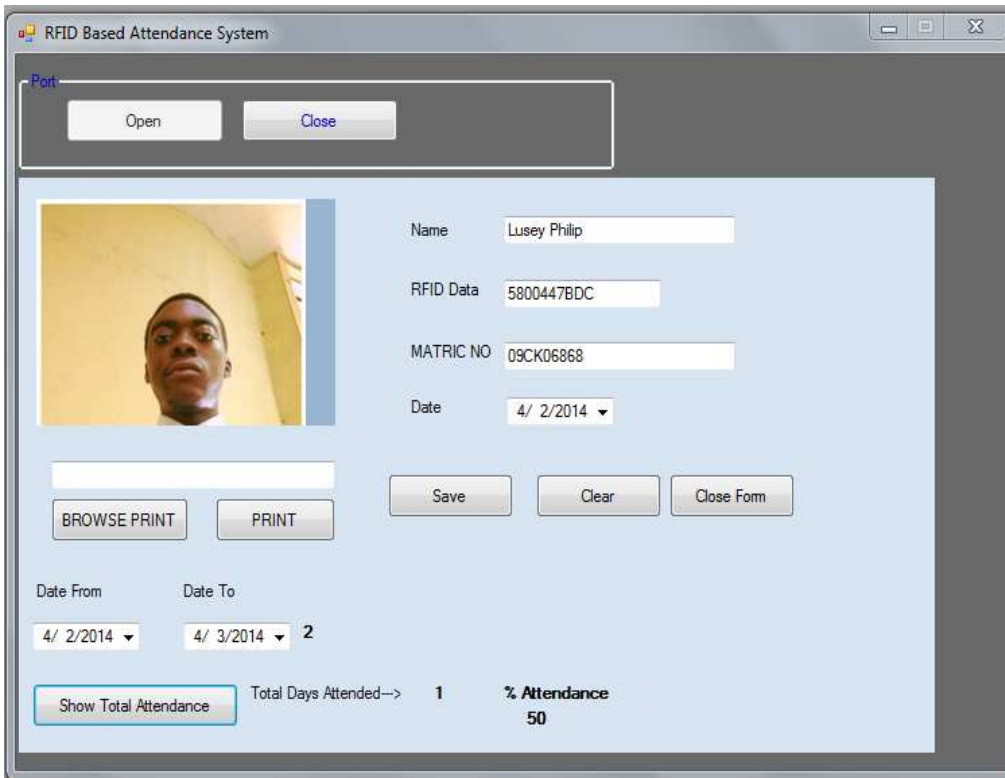 RFID Based Attendance System
Port
Open Close
Name Lusey Philip
RFID Data 5800447BDC
MATRIC NO 09CK06868
Date 4/ 2/2014
Save Clear Close Form
BROWSE PRINT PRINT
Date From Date To
4/ 2/2014 4/ 3/2014 2
Show Total Attendance Total Days Attended---> 1 % Attendance
50